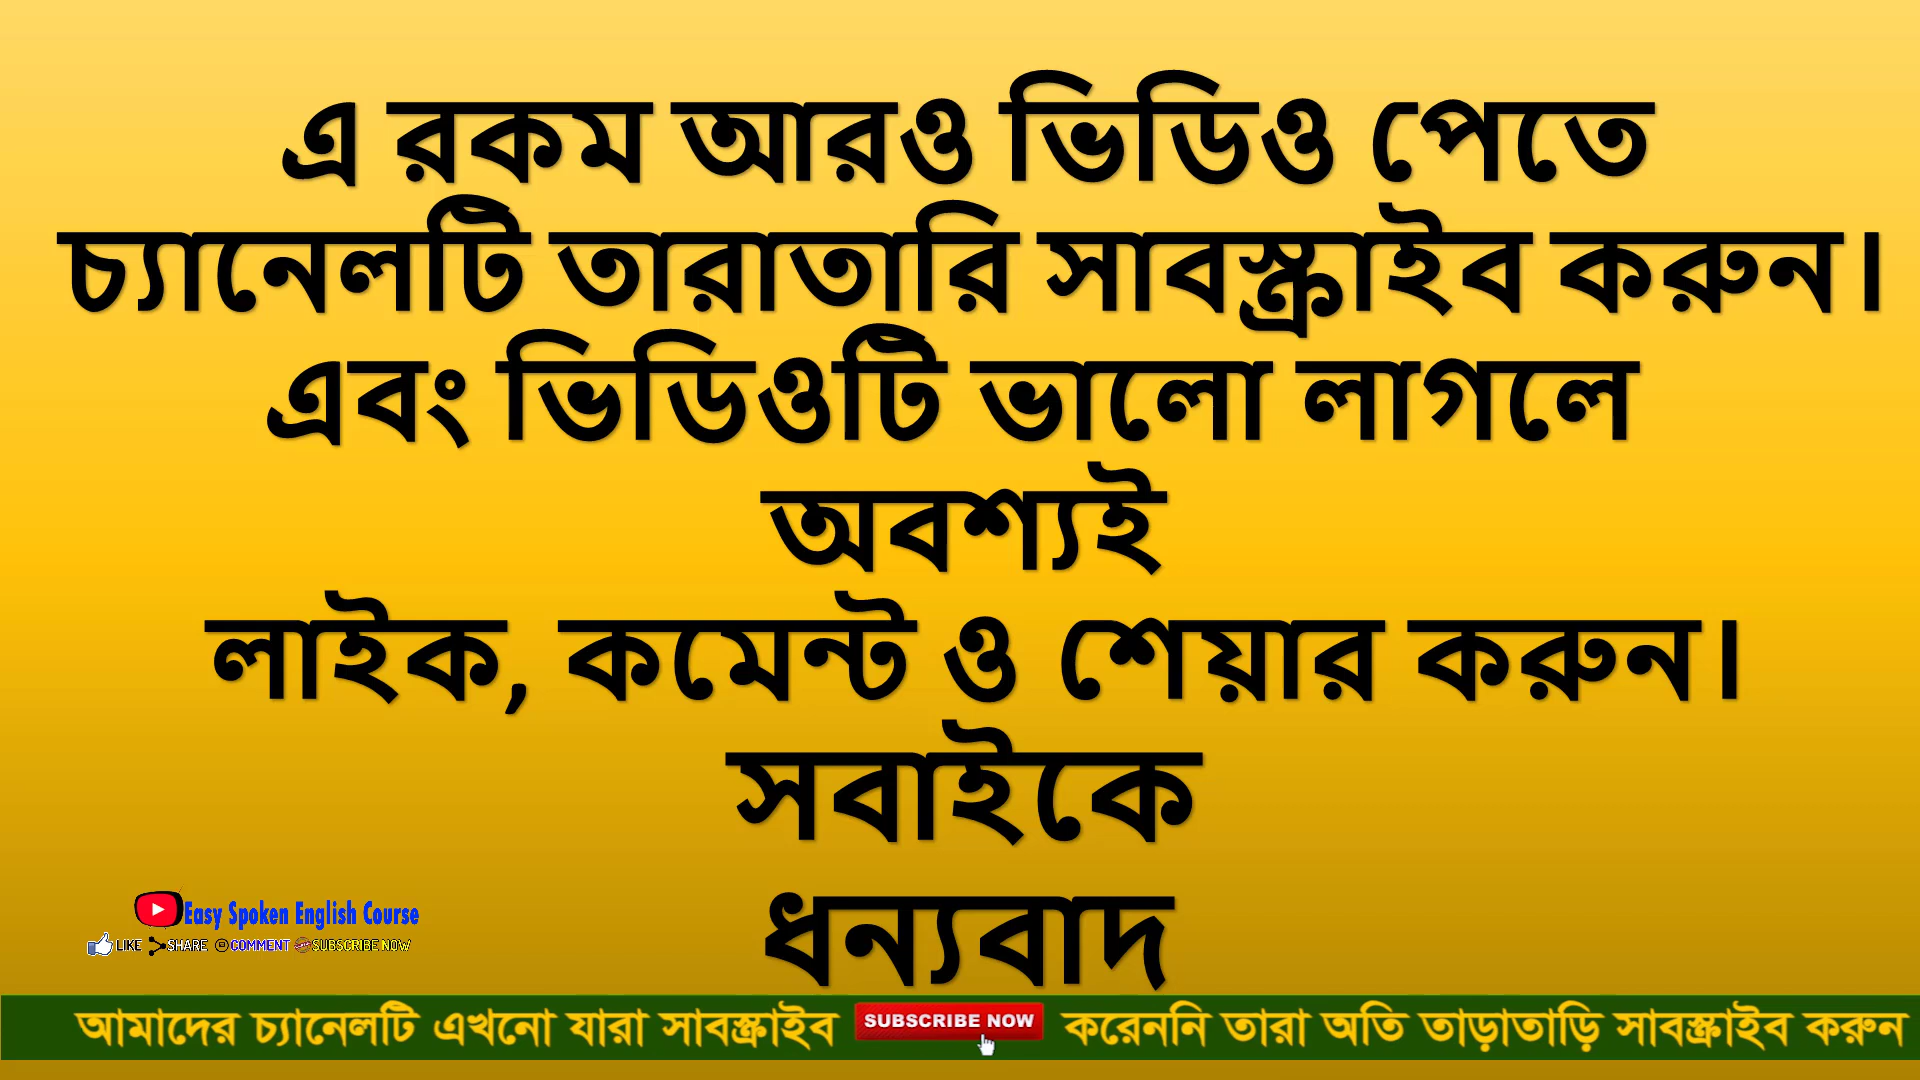 এ রকম আরও ভিডিও পেতে
চ্যানেলটি তারাতারি সাবস্ক্রাইব করুন।
এবং ভিডিওটি ভালো লাগলে
অবশ্যই
লাইক, কমেন্ট ও শেয়ার করুন।
সবাইকে
ধন্যবাদ
Easy Spoken English Course
LIKE SHARE COMMENT SUBSCRIBE NOW
আমাদের চ্যানেলটি এখনো যারা সাবস্ক্রাইব SUBSCRIBE NOW করেননি তারা অতি তাড়াতাড়ি সাবস্ক্রাইব করুন